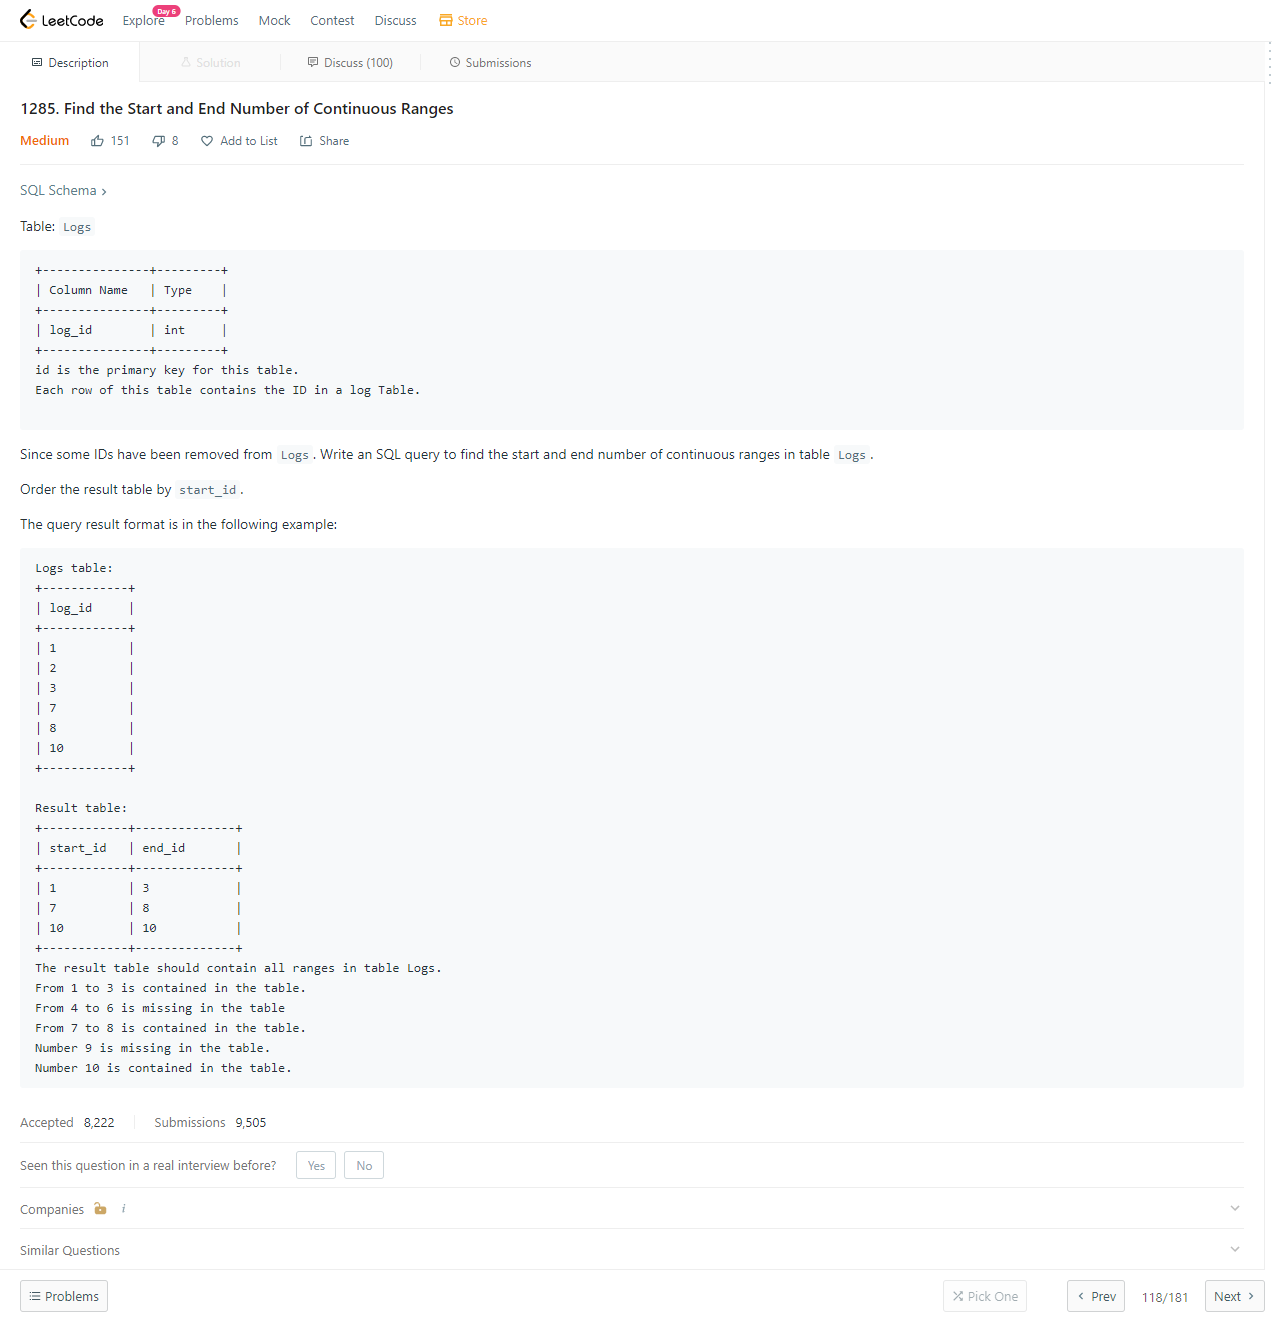 LeetCode Explore Day 6 Problems Mock Contest Discuss Store
Description Solution Discuss (100) Submissions
1285. Find the Start and End Number of Continuous Ranges
Medium 151 8 Add to List Share
SQL Schema >
Table: Logs
+---------------+---------+
| Column Name   | Type    |
+---------------+---------+
| log_id        | int     |
+---------------+---------+
id is the primary key for this table.
Each row of this table contains the ID in a log Table.
Since some IDs have been removed from Logs. Write an SQL query to find the start and end number of continuous ranges in table Logs.
Order the result table by start_id.
The query result format is in the following example:
Logs table:
+------------+
| log_id     |
+------------+
| 1          |
| 2          |
| 3          |
| 7          |
| 8          |
| 10         |
+------------+
Result table:
+------------+--------------+
| start_id   | end_id       |
+------------+--------------+
| 1          | 3            |
| 7          | 8            |
| 10         | 10           |
+------------+--------------+
The result table should contain all ranges in table Logs.
From 1 to 3 is contained in the table.
From 4 to 6 is missing in the table
From 7 to 8 is contained in the table.
Number 9 is missing in the table.
Number 10 is contained in the table.
Accepted 8,222 Submissions 9,505
Seen this question in a real interview before? Yes No
Companies i
Similar Questions
Problems Pick One Prev 118/181 Next